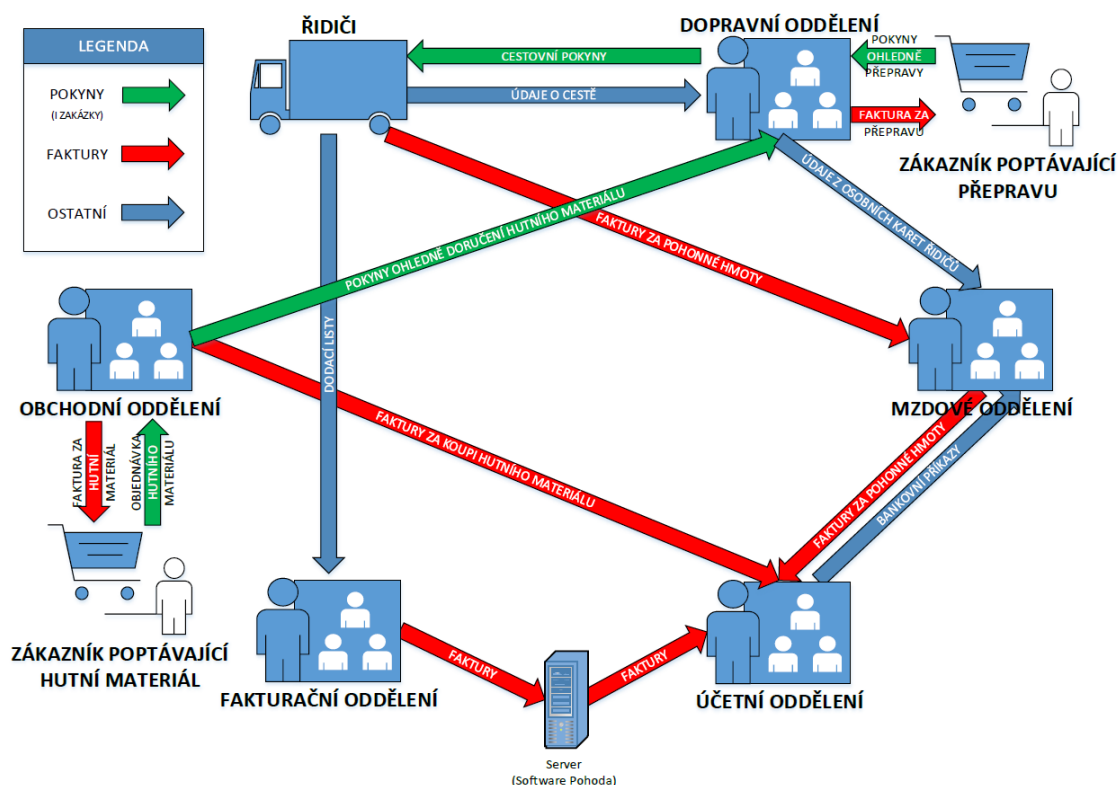 ŘIDIČI
DOPRAVNÍ ODDĚLENÍ
LEGENDA
POKYNY
(I ZAKÁZKY)
FAKTURY
OSTATNÍ
CESTOVNÍ POKYNY
ÚDAJE O CESTĚ
POKYNY
OHLEDNĚ
PŘEPRAVY
FAKTURA ZA
PŘEPRAVU
ZÁKAZNÍK POPTÁVAJÍCÍ
PŘEPRAVU
ÚDAJE Z OSOBNÍCH KARET ŘIDIČŮ
FAKTURY ZA POHONNÉ HMOTY
POKYNY OHLEDNĚ DORUČENÍ HUTNÍHO MATERIÁLU
DODACÍ LISTY
OBCHODNÍ ODDĚLENÍ
MZDOVÉ ODDĚLENÍ
FAKTURA ZA
HUTNÍ
MATERIÁL
OBJEDNÁVKA
HUTNÍHO
MATERIÁLU
FAKTURY ZA KOUPI HUTNÍHO MATERIÁLU
FAKTURY ZA POHONNÉ HMOTY
BANKOVNÍ PŘÍKAZY
ZÁKAZNÍK POPTÁVAJÍCÍ
HUTNÍ MATERIÁL
FAKTURAČNÍ ODDĚLENÍ
FAKTURY
FAKTURY
ÚČETNÍ ODDĚLENÍ
Server
(Software Pohoda)